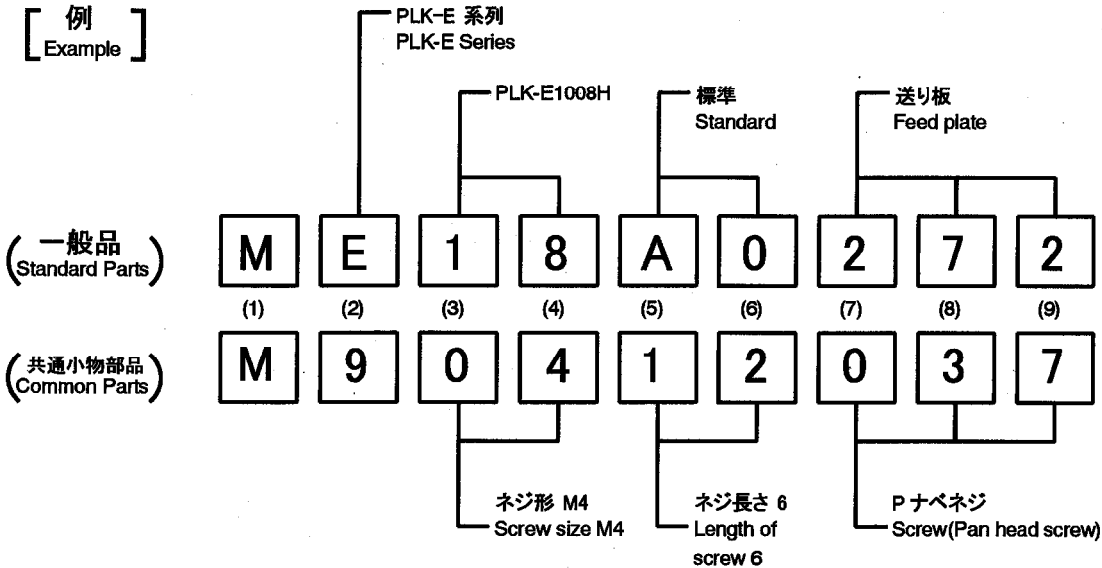 例
Example
PLK-E 系列
PLK-E Series
PLK-E1008H
標準
Standard
送り板
Feed plate
(一般品
Standard Parts)
M E 1 8 A 0 2 7 2
(1) (2) (3) (4) (5) (6) (7) (8) (9)
(共通小物部品
Common Parts)
M 9 0 4 1 2 0 3 7
ネジ形 M4
Screw size M4
ネジ長さ 6
Length of
screw 6
P ナベネジ
Screw(Pan head screw)